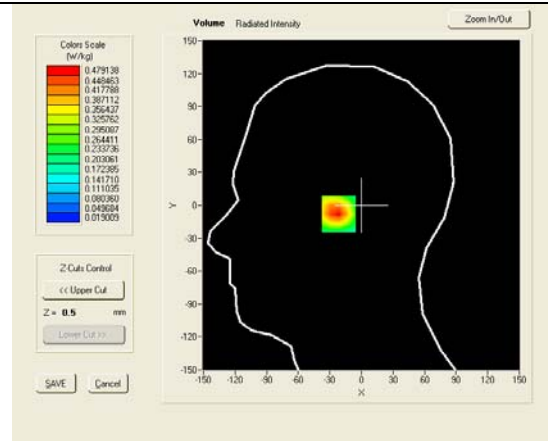 Volume Radiated Intensity
Zoom In/Out
Colors Scale
(W/kg)
0.479138
0.448463
0.417788
0.387112
0.356437
0.325762
0.295087
0.264411
0.233736
0.203061
0.172385
0.141710
0.111035
0.080360
0.049684
0.019009
Z-Cuts Control
<< Upper Cut
Z = 0.5 mm
Lower Cut >>
SAVE Cancel
150
120
90
60
30
0
-30
-60
-90
-120
-150
Y
-150 -120 -90 -60 -30 0 30 60 90 120 150
X